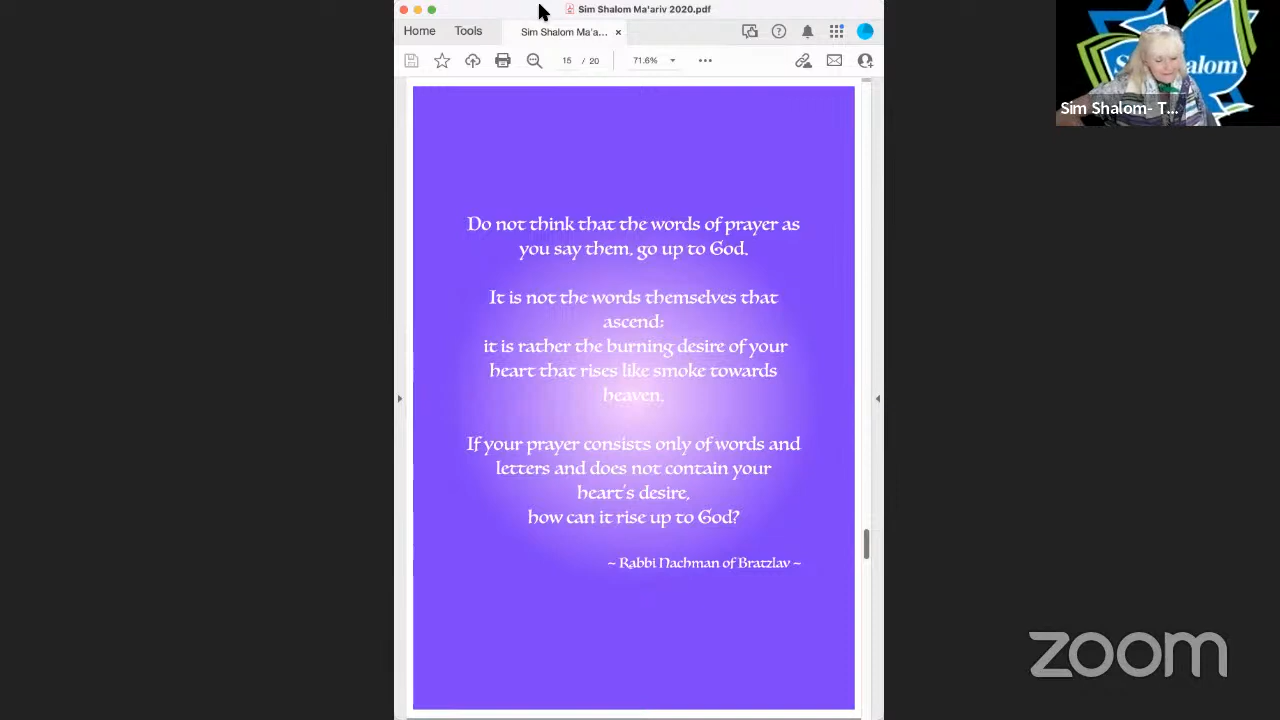 Sim Shalom Ma'ariv 2020.pdf
Home Tools Sim Shalom Ma'a... ×
15 / 20 71.6%
Do not think that the words of prayer as
you say them, go up to God.
It is not the words themselves that
ascend;
it is rather the burning desire of your
heart that rises like smoke towards
heaven.
If your prayer consists only of words and
letters and does not contain your
heart's desire,
how can it rise up to God?
~ Rabbi Nachman of Bratzlav ~
alom
Sim Shalom- T...
zoom